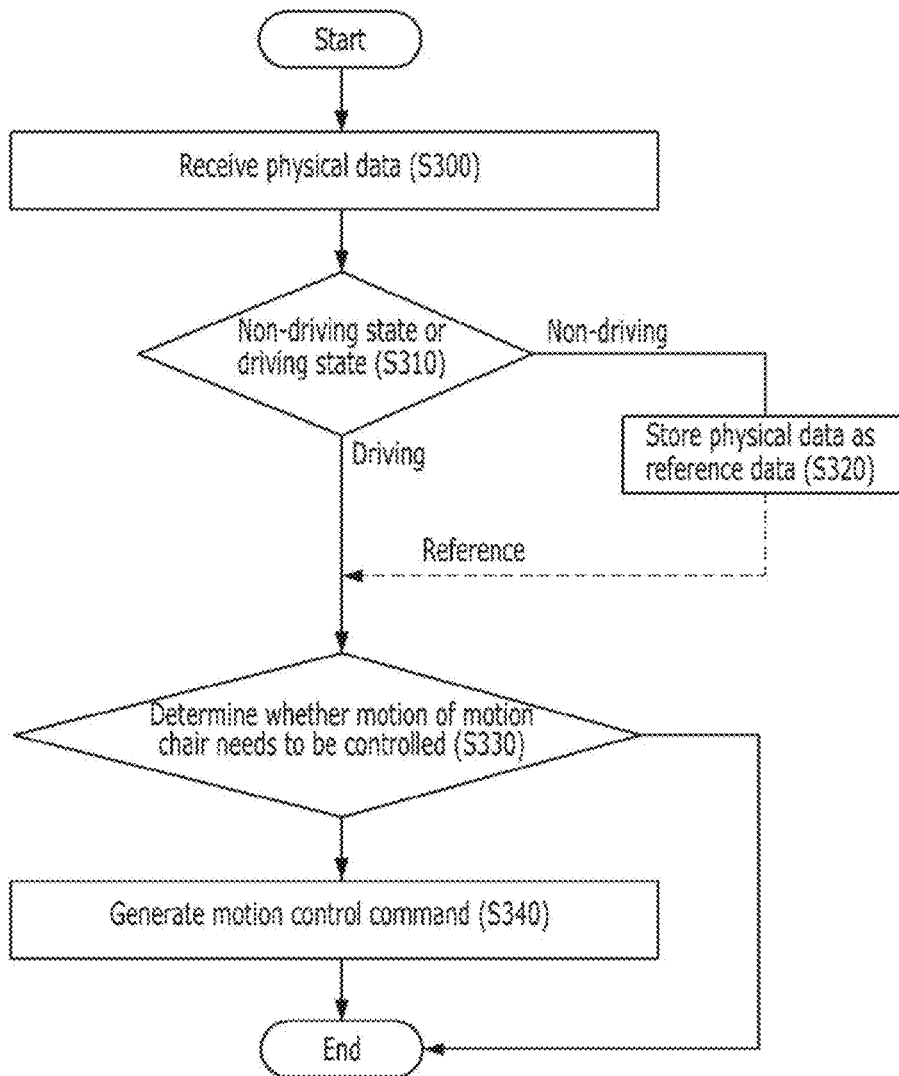 Start
Receive physical data (S300)
Non-driving state or
driving state (S310)
Non-driving
Store physical data as
reference data (S320)
Driving
Reference
Determine whether motion of motion
chair needs to be controlled (S330)
Generate motion control command (S340)
End